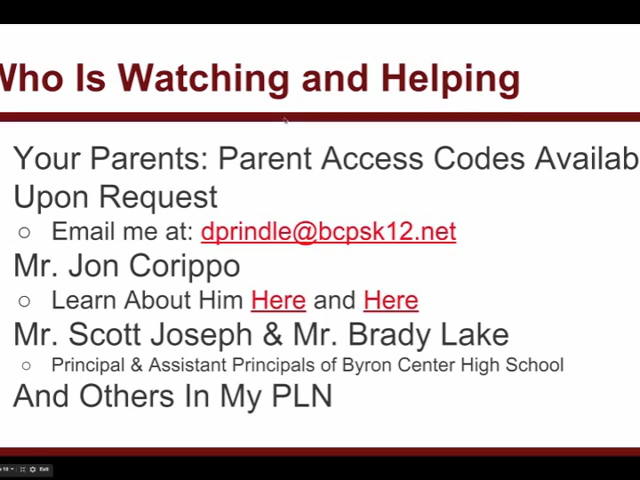 Who Is Watching and Helping
Your Parents: Parent Access Codes Availab
Upon Request
○ Email me at: dprindle@bcpsk12.net
Mr. Jon Corippo
○ Learn About Him Here and Here
Mr. Scott Joseph & Mr. Brady Lake
○ Principal & Assistant Principals of Byron Center High School
And Others In My PLN
Exit